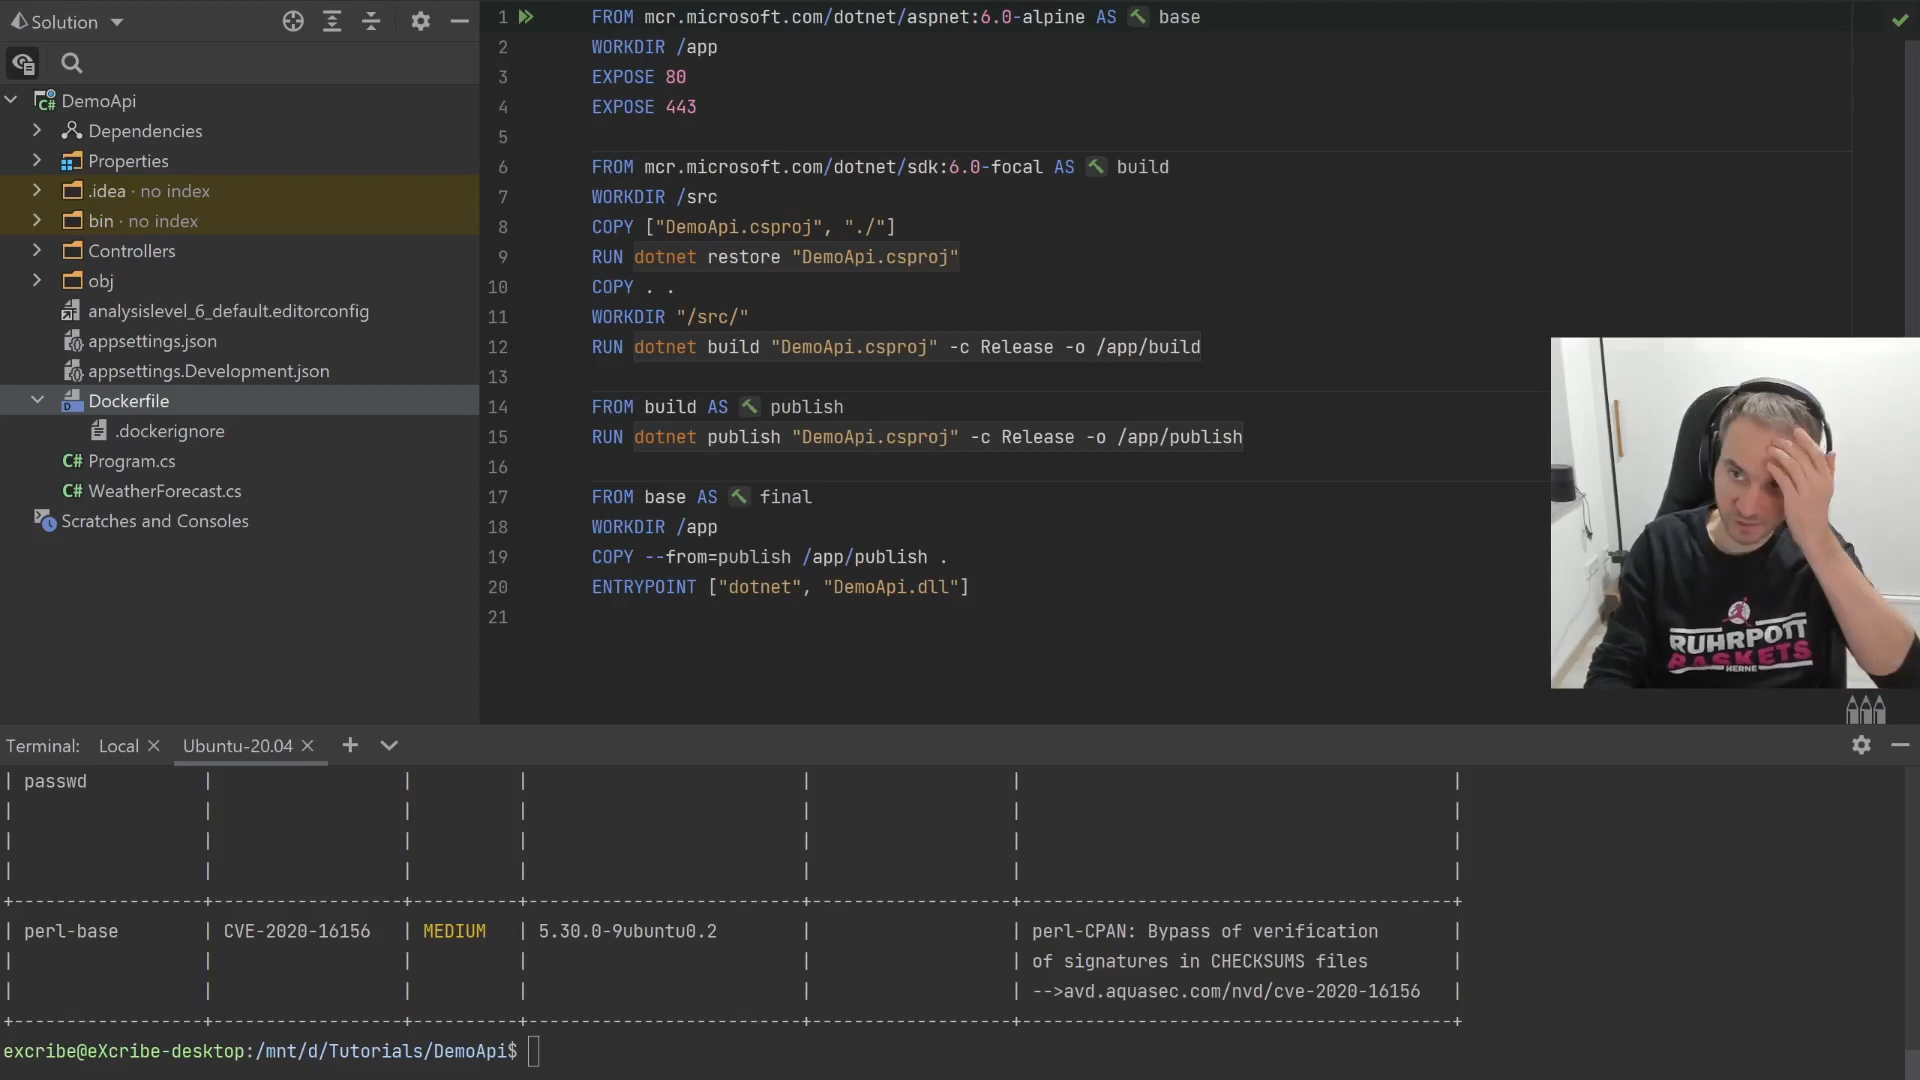 Solution
DemoApi
Dependencies
Properties
.idea · no index
bin · no index
Controllers
obj
analysislevel_6_default.editorconfig
appsettings.json
appsettings.Development.json
Dockerfile
.dockerignore
C# Program.cs
C# WeatherForecast.cs
Scratches and Consoles
1 FROM mcr.microsoft.com/dotnet/aspnet:6.0-alpine AS base
2 WORKDIR /app
3 EXPOSE 80
4 EXPOSE 443
5
6 FROM mcr.microsoft.com/dotnet/sdk:6.0-focal AS build
7 WORKDIR /src
8 COPY ["DemoApi.csproj", "./"]
9 RUN dotnet restore "DemoApi.csproj"
10 COPY . .
11 WORKDIR "/src/"
12 RUN dotnet build "DemoApi.csproj" -c Release -o /app/build
13
14 FROM build AS publish
15 RUN dotnet publish "DemoApi.csproj" -c Release -o /app/publish
16
17 FROM base AS final
18 WORKDIR /app
19 COPY --from=publish /app/publish .
20 ENTRYPOINT ["dotnet", "DemoApi.dll"]
21
RUHRPOTT
BASKETS
HERNE
Terminal: Local Ubuntu-20.04
| passwd | | | | | |
| | | | | | |
| | | | | | |
| | | | | | |
+-------------------+-------------------+----------+---------------------------+-------------------+------------------------------------------+
| perl-base | CVE-2020-16156 | MEDIUM | 5.30.0-9ubuntu0.2 | | perl-CPAN: Bypass of verification |
| | | | | | of signatures in CHECKSUMS files |
| | | | | | -->avd.aquasec.com/nvd/cve-2020-16156 |
+-------------------+-------------------+----------+---------------------------+-------------------+------------------------------------------+
excribe@eXcribe-desktop:/mnt/d/Tutorials/DemoApi$